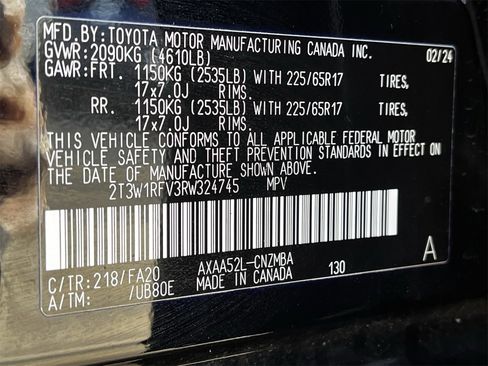 MFD.BY:TOYOTA MOTOR MANUFACTURING CANADA INC. 02/24
GVWR:2090KG (4610LB)
GAWR:FRT. 1150KG (2535LB) WITH 225/65R17 TIRES,
17x7.0J RIMS.
RR. 1150KG (2535LB) WITH 225/65R17 TIRES,
17x7.0J RIMS.
THIS VEHICLE CONFORMS TO ALL APPLICABLE FEDERAL MOTOR
VEHICLE SAFETY AND THEFT PREVENTION STANDARDS IN EFFECT ON
THE DATE OF MANUFACTURE SHOWN ABOVE.
2T3W1RFV3RW324745 MPV
C/TR:218/FA20 AXAA52L-CNZMBA 130 A
A/TM: /UB80E MADE IN CANADA